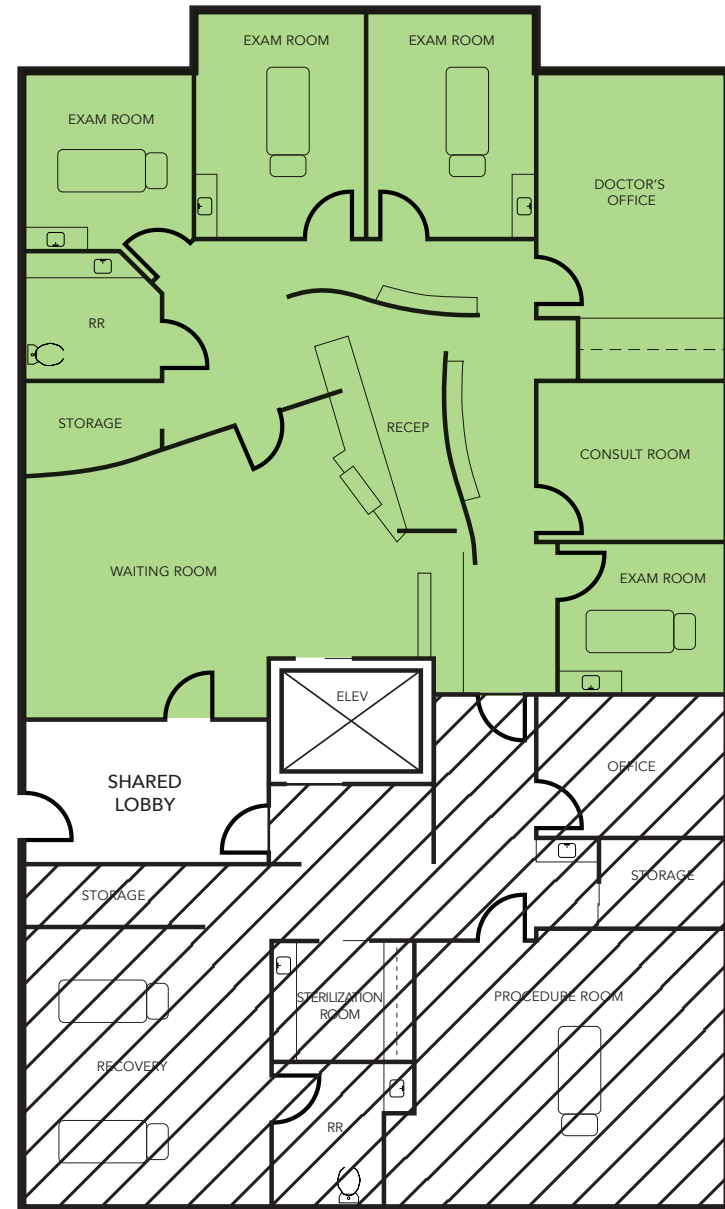 EXAM ROOM
EXAM ROOM
EXAM ROOM
DOCTOR'S
OFFICE
RR
STORAGE
RECEP
CONSULT ROOM
WAITING ROOM
EXAM ROOM
ELEV
SHARED
LOBBY
OFFICE
STORAGE
STORAGE
STERILIZATION
ROOM
PROCEDURE ROOM
RECOVERY
RR